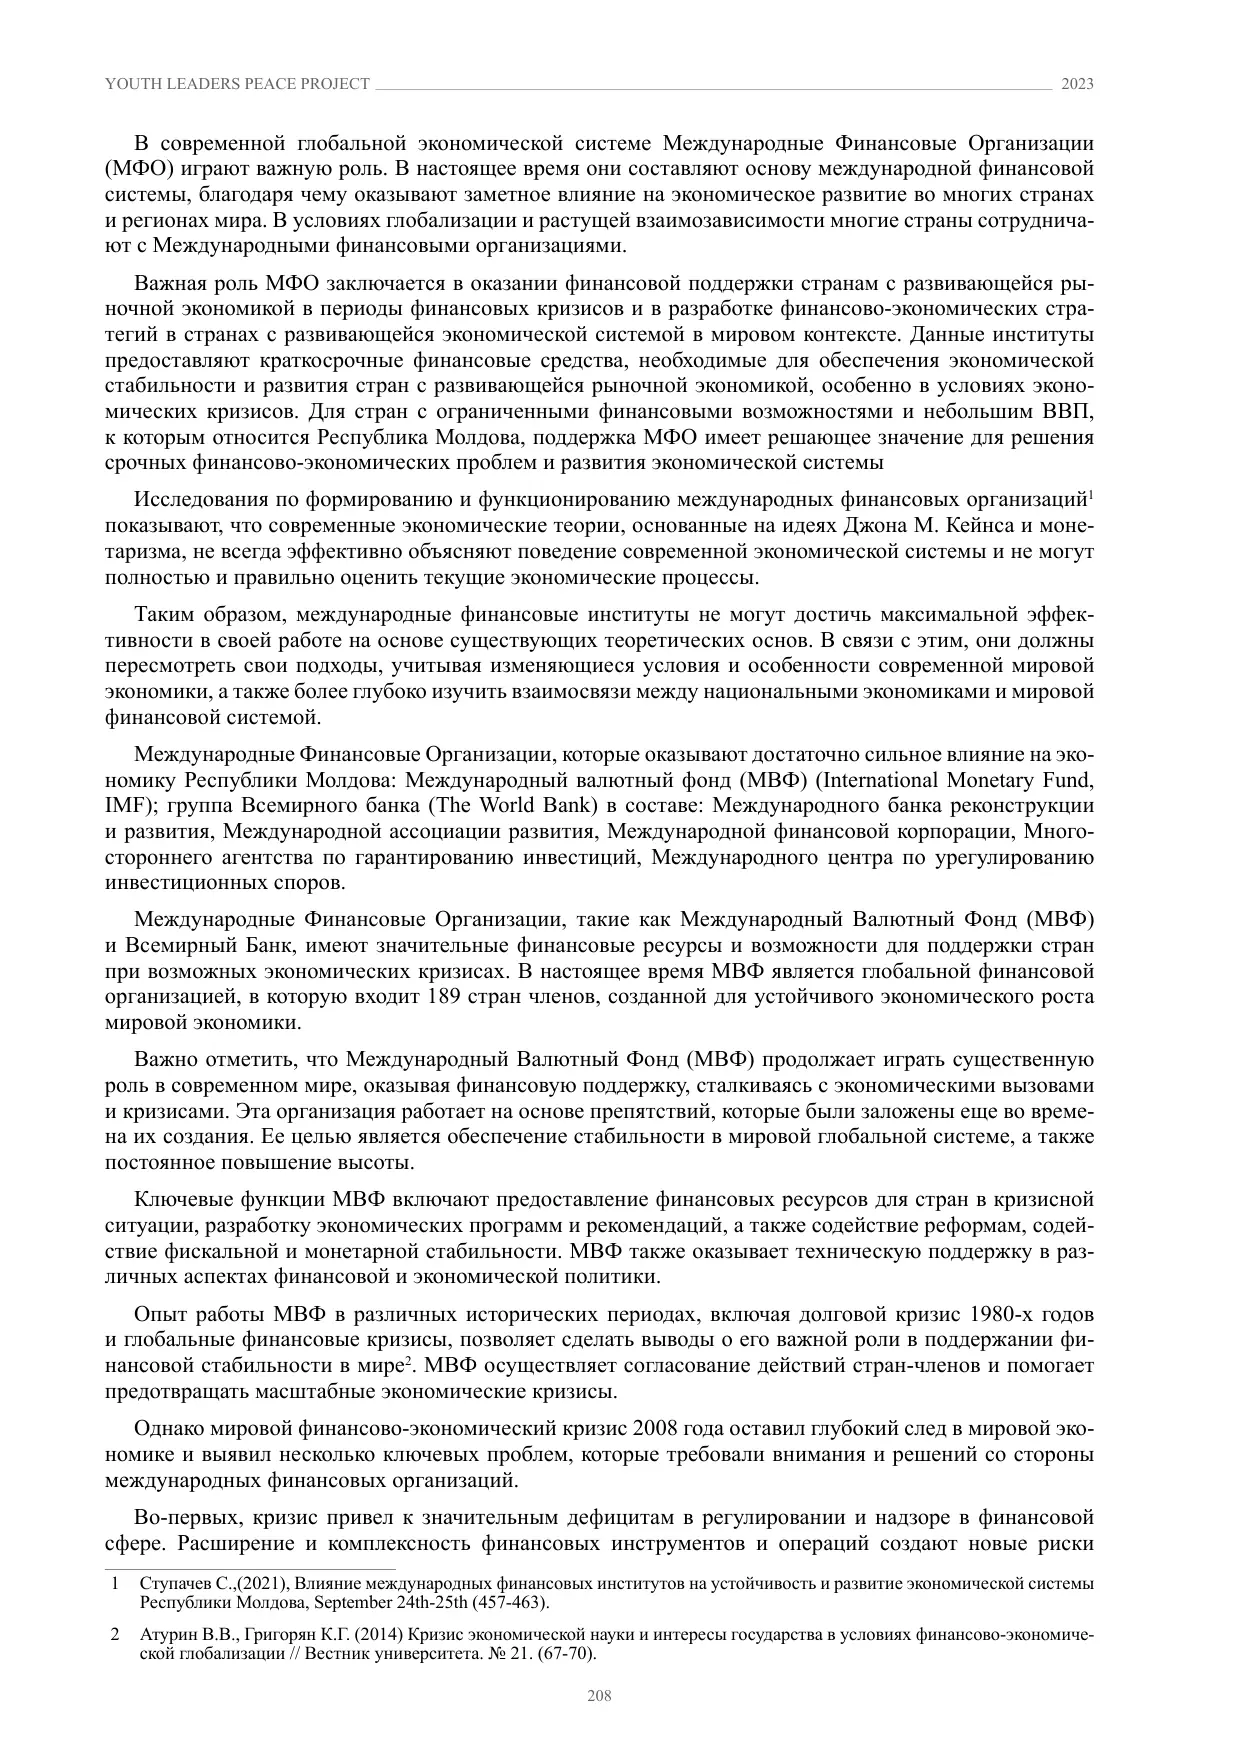 YOUTH LEADERS PEACE PROJECT 2023
В современной глобальной экономической системе Международные Финансовые Организации
(МФО) играют важную роль. В настоящее время они составляют основу международной финансовой
системы, благодаря чему оказывают заметное влияние на экономическое развитие во многих странах
и регионах мира. В условиях глобализации и растущей взаимозависимости многие страны сотруднича-
ют с Международными финансовыми организациями.
Важная роль МФО заключается в оказании финансовой поддержки странам с развивающейся ры-
ночной экономикой в периоды финансовых кризисов и в разработке финансово-экономических стра-
тегий в странах с развивающейся экономической системой в мировом контексте. Данные институты
предоставляют краткосрочные финансовые средства, необходимые для обеспечения экономической
стабильности и развития стран с развивающейся рыночной экономикой, особенно в условиях эконо-
мических кризисов. Для стран с ограниченными финансовыми возможностями и небольшим ВВП,
к которым относится Республика Молдова, поддержка МФО имеет решающее значение для решения
срочных финансово-экономических проблем и развития экономической системы
Исследования по формированию и функционированию международных финансовых организаций1
показывают, что современные экономические теории, основанные на идеях Джона М. Кейнса и моне-
таризма, не всегда эффективно объясняют поведение современной экономической системы и не могут
полностью и правильно оценить текущие экономические процессы.
Таким образом, международные финансовые институты не могут достичь максимальной эффек-
тивности в своей работе на основе существующих теоретических основ. В связи с этим, они должны
пересмотреть свои подходы, учитывая изменяющиеся условия и особенности современной мировой
экономики, а также более глубоко изучить взаимосвязи между национальными экономиками и мировой
финансовой системой.
Международные Финансовые Организации, которые оказывают достаточно сильное влияние на эко-
номику Республики Молдова: Международный валютный фонд (МВФ) (International Monetary Fund,
IMF); группа Всемирного банка (The World Bank) в составе: Международного банка реконструкции
и развития, Международной ассоциации развития, Международной финансовой корпорации, Много-
стороннего агентства по гарантированию инвестиций, Международного центра по урегулированию
инвестиционных споров.
Международные Финансовые Организации, такие как Международный Валютный Фонд (МВФ)
и Всемирный Банк, имеют значительные финансовые ресурсы и возможности для поддержки стран
при возможных экономических кризисах. В настоящее время МВФ является глобальной финансовой
организацией, в которую входит 189 стран членов, созданной для устойчивого экономического роста
мировой экономики.
Важно отметить, что Международный Валютный Фонд (МВФ) продолжает играть существенную
роль в современном мире, оказывая финансовую поддержку, сталкиваясь с экономическими вызовами
и кризисами. Эта организация работает на основе препятствий, которые были заложены еще во време-
на их создания. Ее целью является обеспечение стабильности в мировой глобальной системе, а также
постоянное повышение высоты.
Ключевые функции МВФ включают предоставление финансовых ресурсов для стран в кризисной
ситуации, разработку экономических программ и рекомендаций, а также содействие реформам, содей-
ствие фискальной и монетарной стабильности. МВФ также оказывает техническую поддержку в раз-
личных аспектах финансовой и экономической политики.
Опыт работы МВФ в различных исторических периодах, включая долговой кризис 1980-х годов
и глобальные финансовые кризисы, позволяет сделать выводы о его важной роли в поддержании фи-
нансовой стабильности в мире2. МВФ осуществляет согласование действий стран-членов и помогает
предотвращать масштабные экономические кризисы.
Однако мировой финансово-экономический кризис 2008 года оставил глубокий след в мировой эко-
номике и выявил несколько ключевых проблем, которые требовали внимания и решений со стороны
международных финансовых организаций.
Во-первых, кризис привел к значительным дефицитам в регулировании и надзоре в финансовой
сфере. Расширение и комплексность финансовых инструментов и операций создают новые риски
1 Ступачев С.,(2021), Влияние международных финансовых институтов на устойчивость и развитие экономической системы
Республики Молдова, September 24th-25th (457-463).
2 Атурин В.В., Григорян К.Г. (2014) Кризис экономической науки и интересы государства в условиях финансово-экономиче-
ской глобализации // Вестник университета. № 21. (67-70).
208